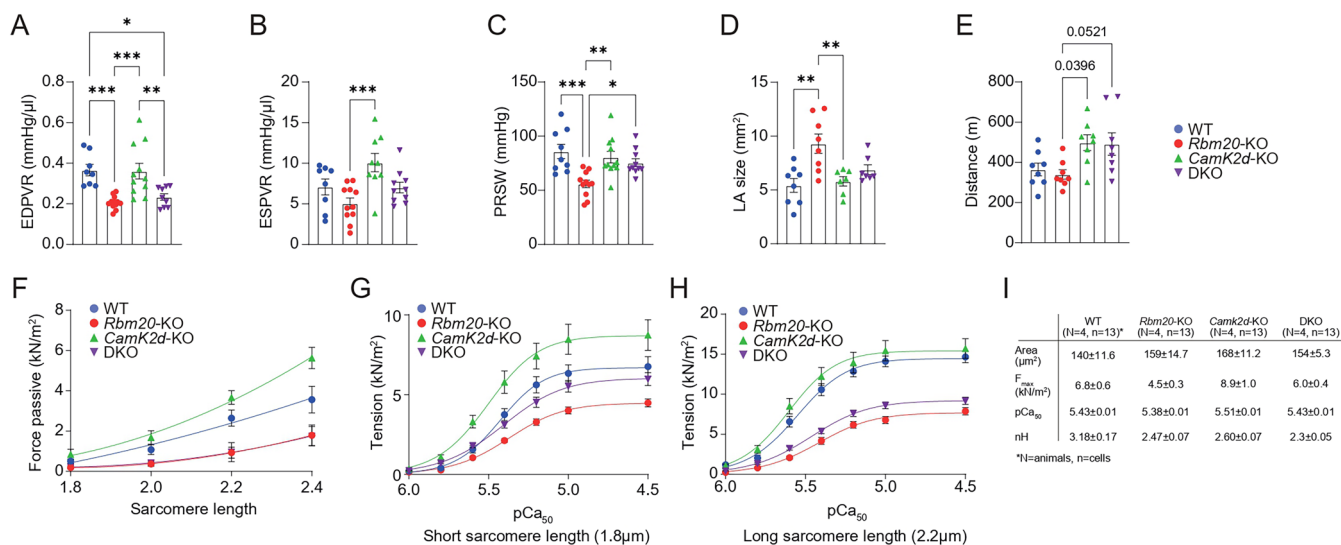 A
B
C
D
E
*
***
***
**
EDPVR (mmHg/µl)
0.8
0.6
0.4
0.2
0.0
***
ESPVR (mmHg/µl)
20
15
10
5
0
**
***
*
PRSW (mmHg)
150
100
50
0
**
**
LA size (mm²)
15
10
5
0
0.0521
0.0396
Distance (m)
800
600
400
200
0
WT
Rbm20-KO
CamK2d-KO
DKO
F
WT
Rbm20-KO
CamK2d-KO
DKO
Force passive (kN/m²)
8
6
4
2
0
1.8
2.0
2.2
2.4
Sarcomere length
G
WT
Rbm20-KO
CamK2d-KO
DKO
Tension (kN/m²)
10
5
0
6.0
5.5
5.0
4.5
pCa₅₀
Short sarcomere length (1.8µm)
H
WT
Rbm20-KO
CamK2d-KO
DKO
Tension (kN/m²)
20
15
10
5
0
6.0
5.5
5.0
4.5
pCa₅₀
Long sarcomere length (2.2µm)
I
WT Rbm20-KO Camk2d-KO DKO
(N=4, n=13)* (N=4, n=13) (N=4, n=13) (N=4, n=13)
Area
(µm²) 140±11.6 159±14.7 168±11.2 154±5.3
Fmax
(kN/m²) 6.8±0.6 4.5±0.3 8.9±1.0 6.0±0.4
pCa₅₀ 5.43±0.01 5.38±0.01 5.51±0.01 5.43±0.01
nH 3.18±0.17 2.47±0.07 2.60±0.07 2.3±0.05
*N=animals, n=cells